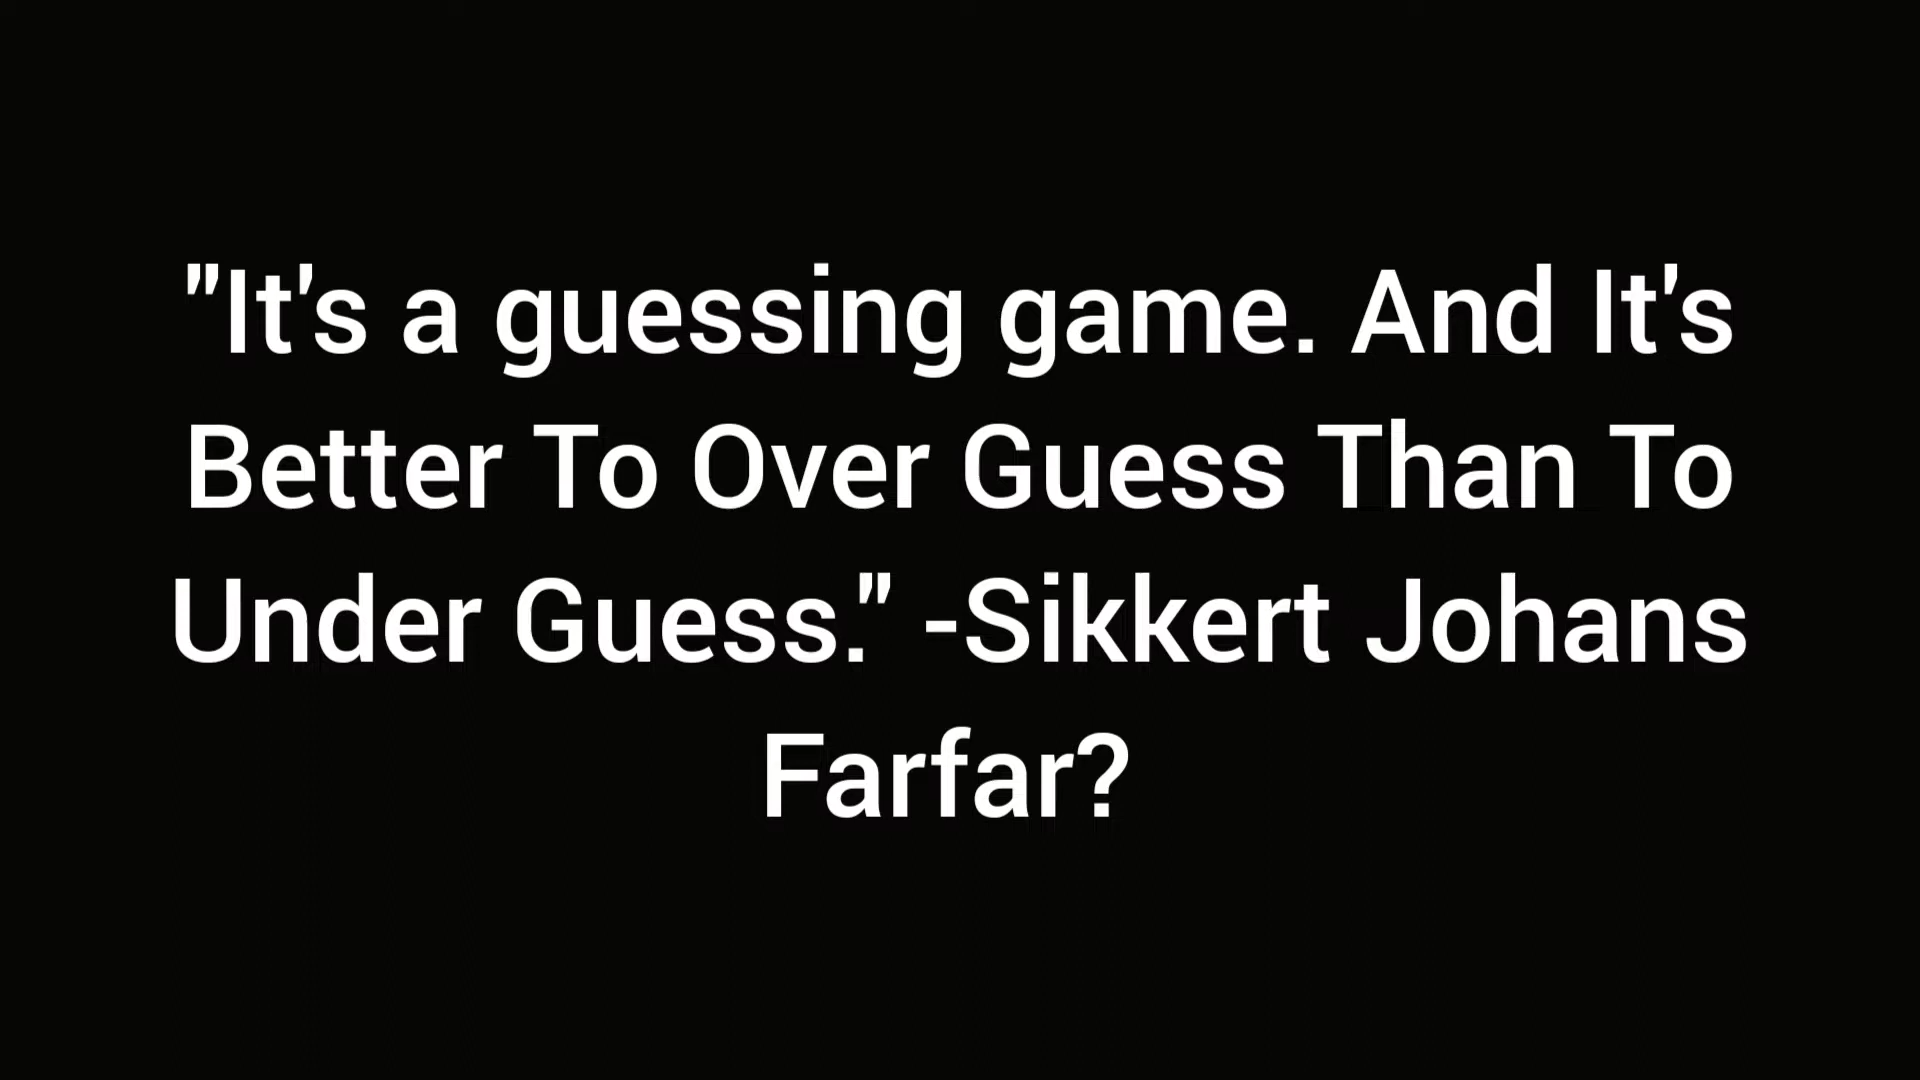 "It's a guessing game. And It's
Better To Over Guess Than To
Under Guess." -Sikkert Johans
Farfar?